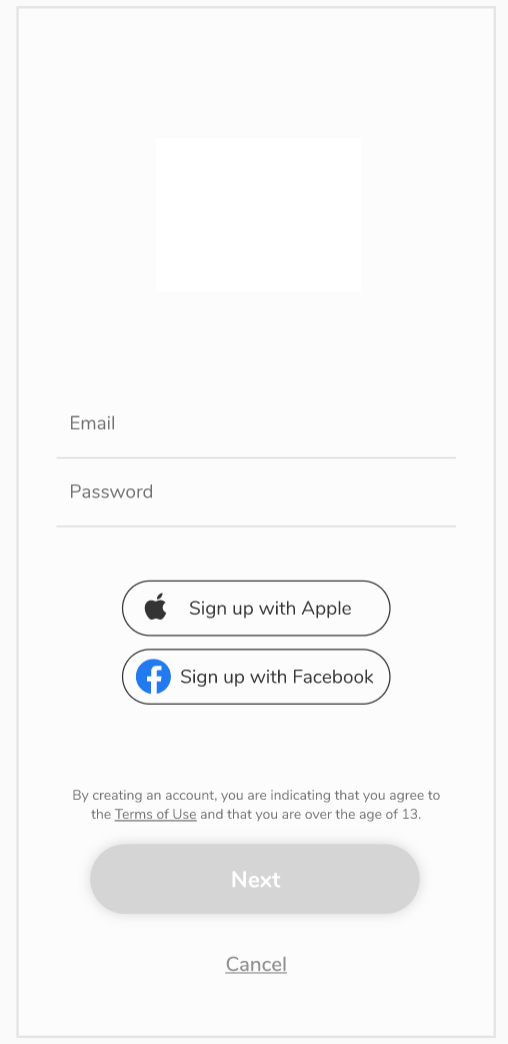 Email
Password
Sign up with Apple
Sign up with Facebook
By creating an account, you are indicating that you agree to
the Terms of Use and that you are over the age of 13.
Next
Cancel